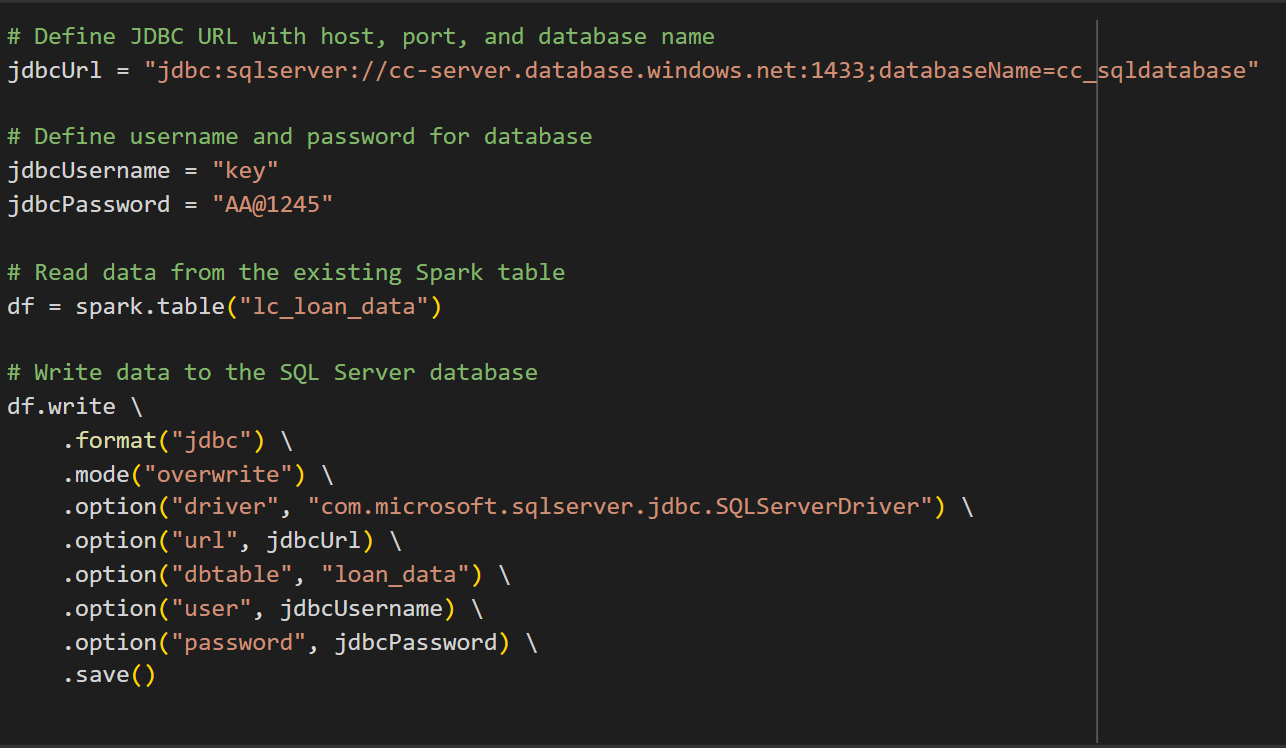 # Define JDBC URL with host, port, and database name
jdbcUrl = "jdbc:sqlserver://cc-server.database.windows.net:1433;databaseName=cc_sqldatabase"
# Define username and password for database
jdbcUsername = "key"
jdbcPassword = "AA@1245"
# Read data from the existing Spark table
df = spark.table("lc_loan_data")
# Write data to the SQL Server database
df.write \
    .format("jdbc") \
    .mode("overwrite") \
    .option("driver", "com.microsoft.sqlserver.jdbc.SQLServerDriver") \
    .option("url", jdbcUrl) \
    .option("dbtable", "loan_data") \
    .option("user", jdbcUsername) \
    .option("password", jdbcPassword) \
    .save()